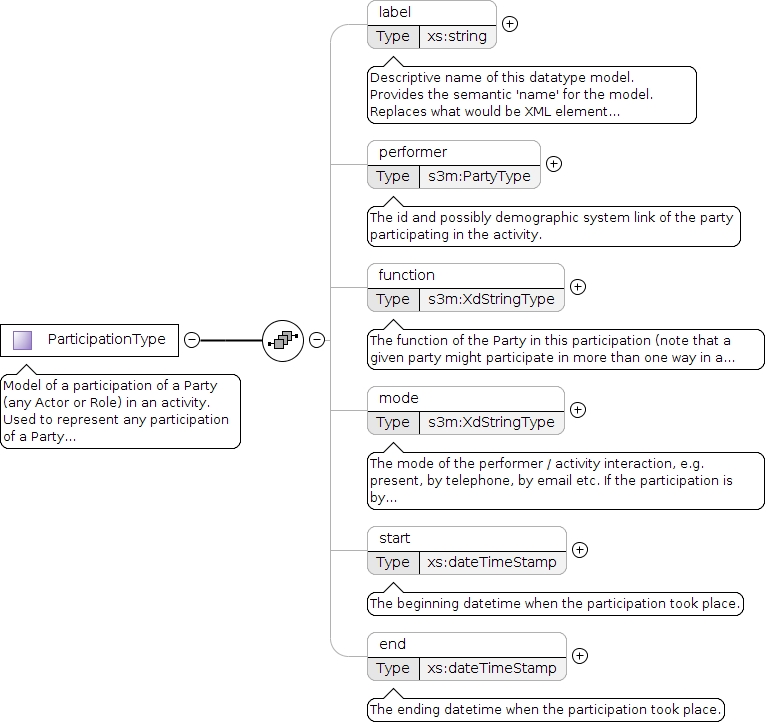 label
Type xs:string
Descriptive name of this datatype model.
Provides the semantic 'name' for the model.
Replaces what would be XML element...
performer
Type s3m:PartyType
The id and possibly demographic system link of the party
participating in the activity.
function
Type s3m:XdStringType
The function of the Party in this participation (note that a
given party might participate in more than one way in a...
ParticipationType
Model of a participation of a Party
(any Actor or Role) in an activity.
Used to represent any participation
of a Party...
mode
Type s3m:XdStringType
The mode of the performer / activity interaction, e.g.
present, by telephone, by email etc. If the participation is
by...
start
Type xs:dateTimeStamp
The beginning datetime when the participation took place.
end
Type xs:dateTimeStamp
The ending datetime when the participation took place.